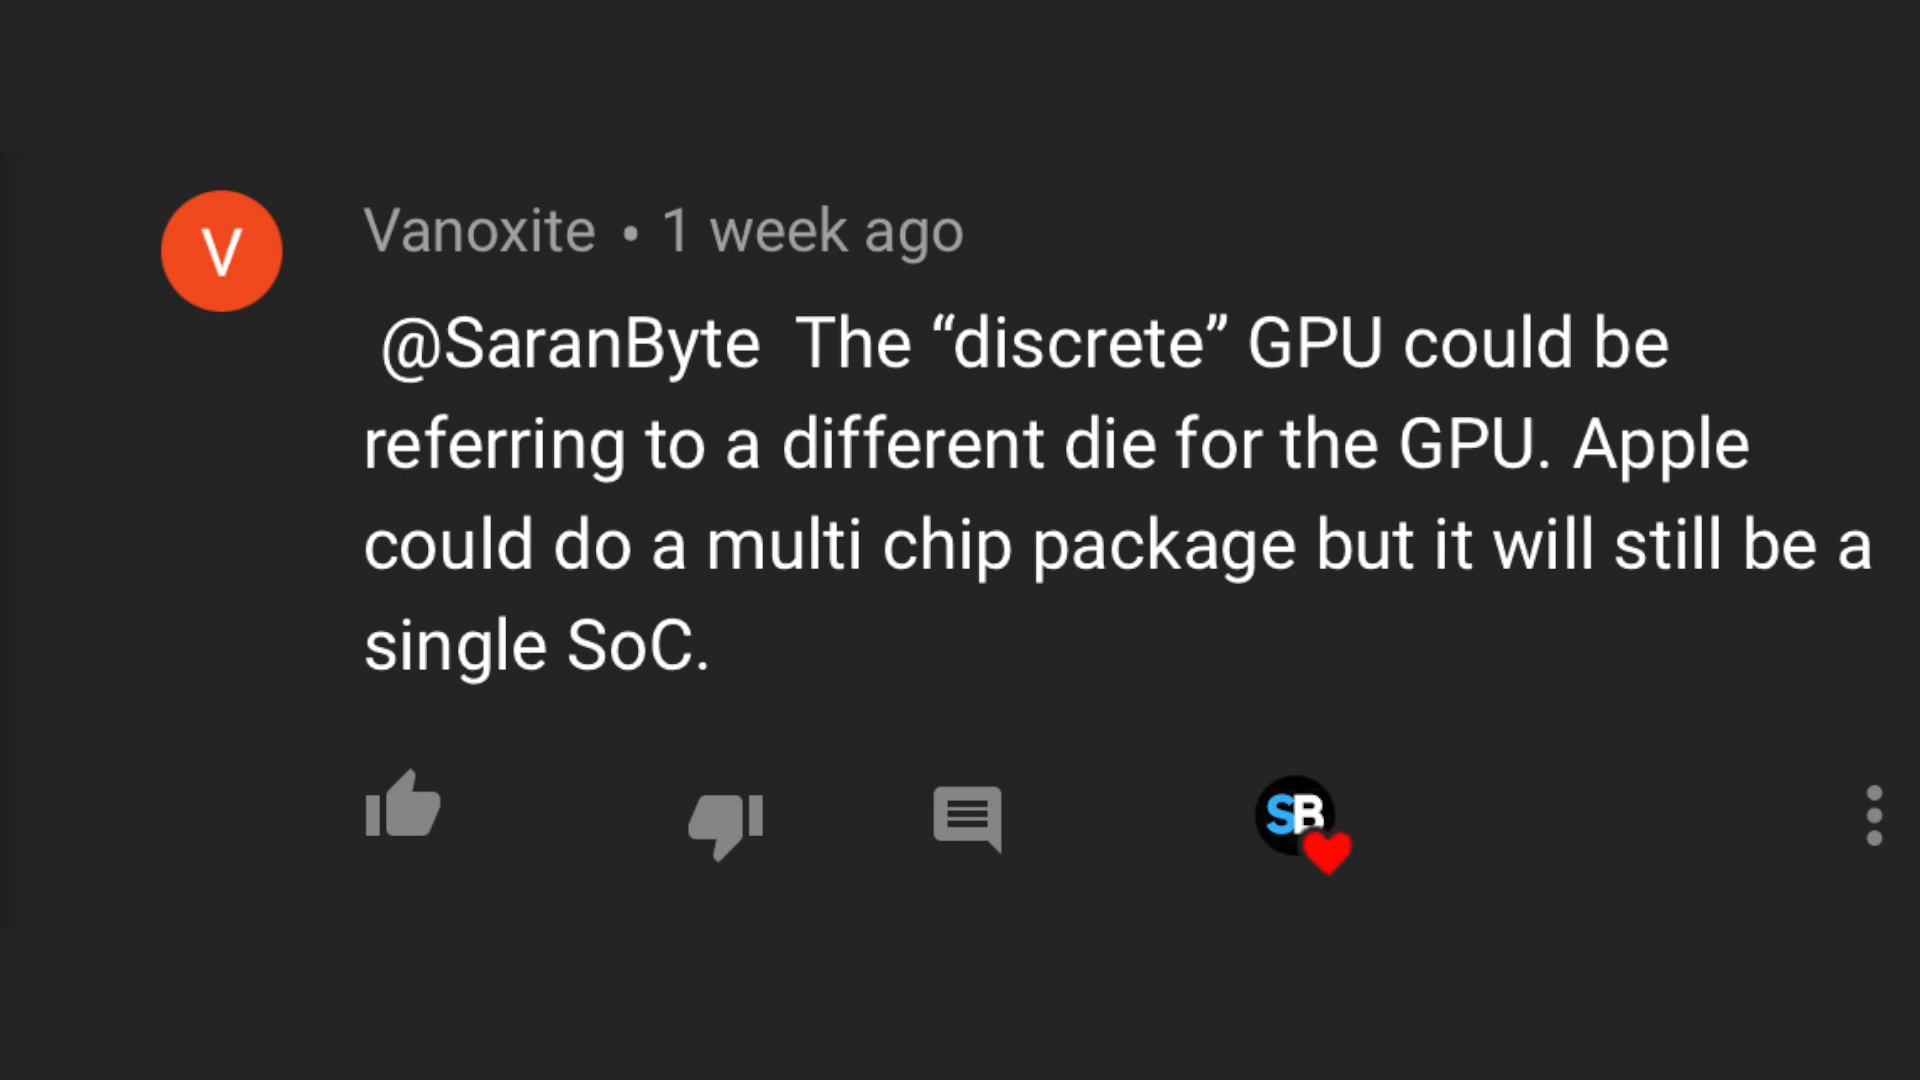 V
Vanoxite • 1 week ago
@SaranByte The “discrete” GPU could be
referring to a different die for the GPU. Apple
could do a multi chip package but it will still be a
single SoC.
SB